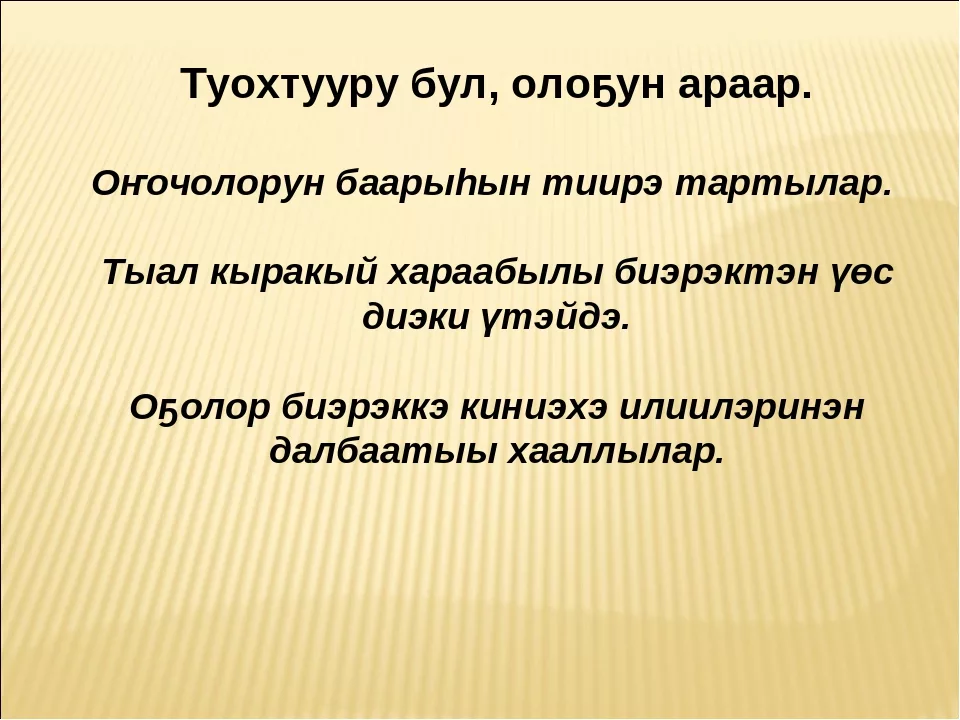 Туохтууру бул, олоҕун араар.
Оҥочолорун баарыһын тиирэ тартылар.
Тыал кыракый хараабылы биэрэктэн үөс
диэки үтэйдэ.
Оҕолор биэрэккэ киниэхэ илиилэринэн
далбаатыы хааллылар.